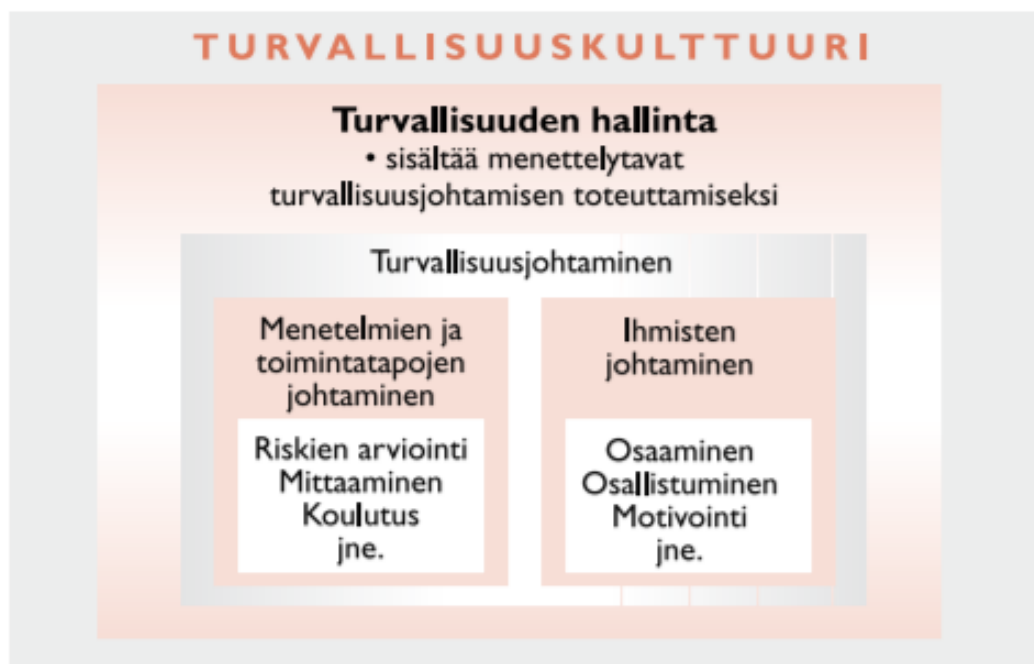 TURVALLISUUSKULTTUURI
Turvallisuuden hallinta
• sisältää menettelytavat
turvallisuusjohtamisen toteuttamiseksi
Turvallisuusjohtaminen
Menetelmien ja
toimintatapojen
johtaminen
Riskien arviointi
Mittaaminen
Koulutus
jne.
Ihmisten
johtaminen
Osaaminen
Osallistuminen
Motivointi
jne.